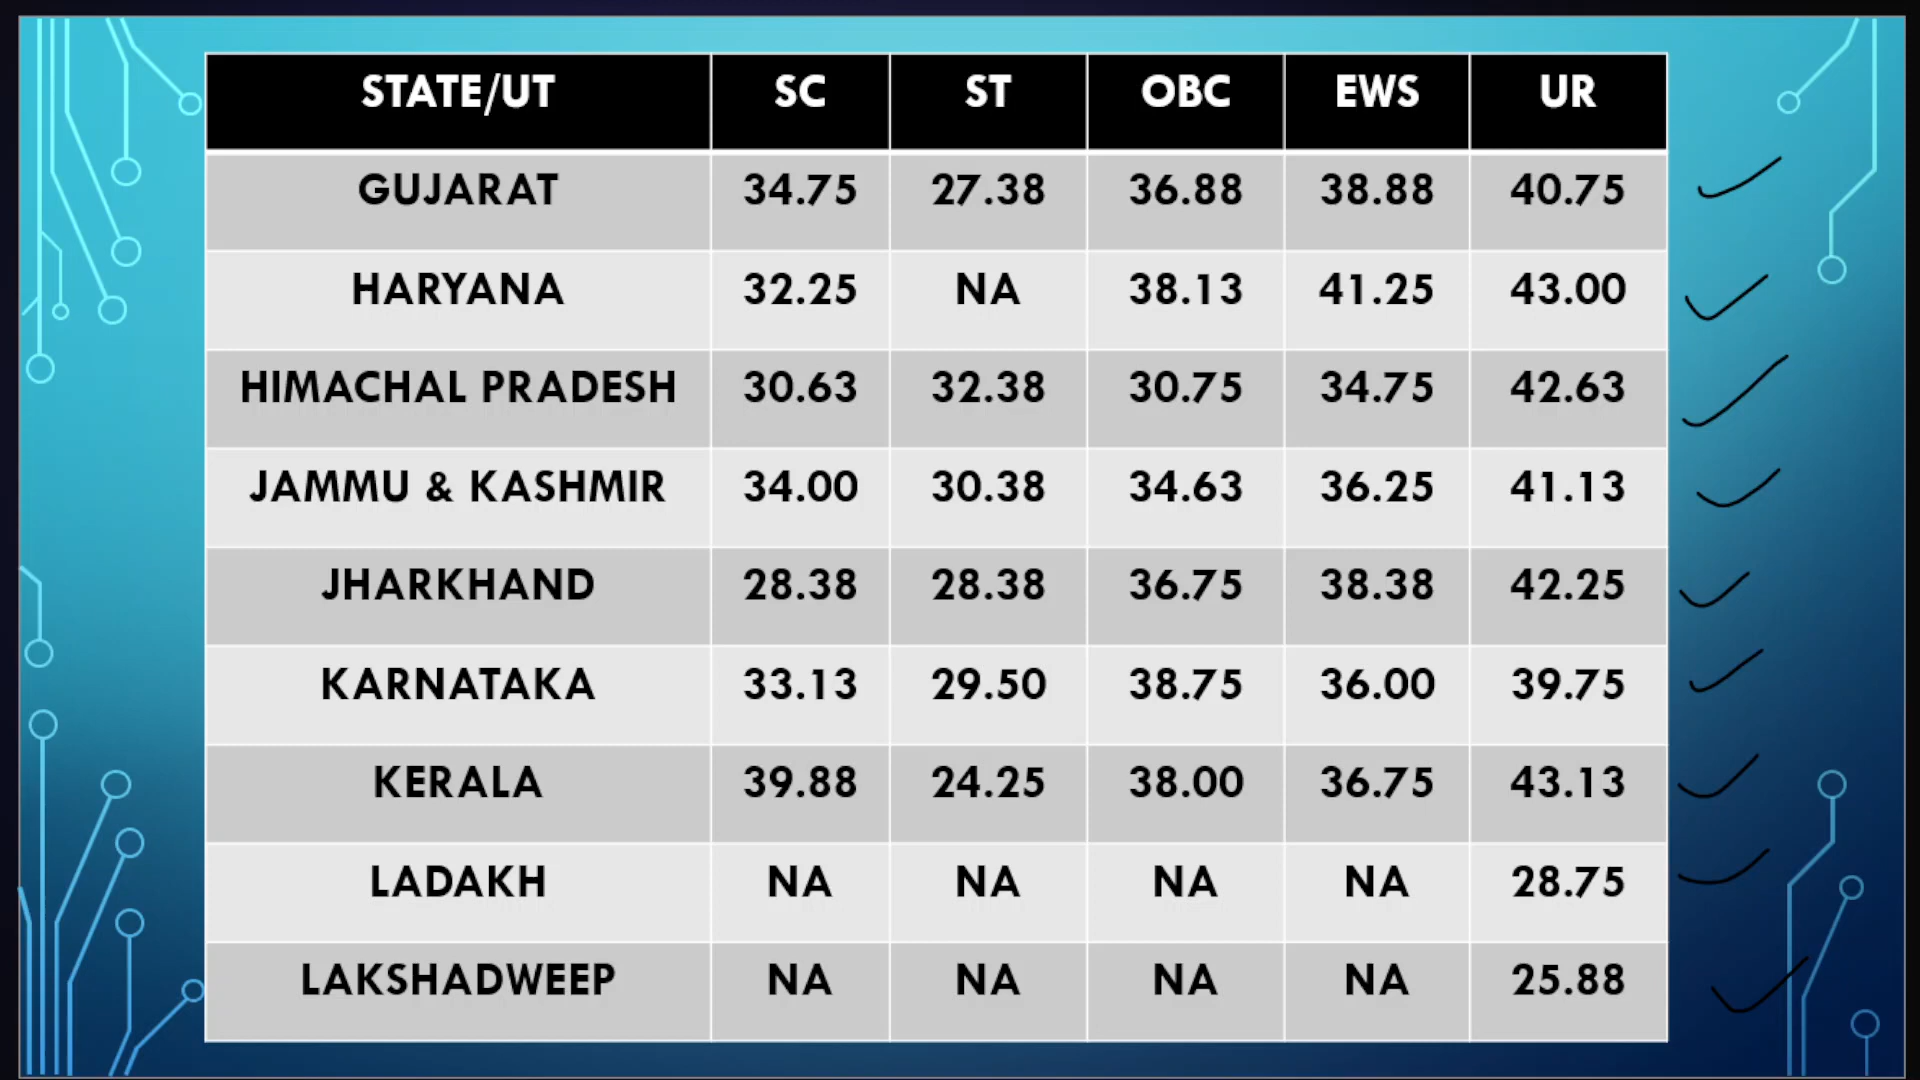 STATE/UT SC ST OBC EWS UR
GUJARAT 34.75 27.38 36.88 38.88 40.75
HARYANA 32.25 NA 38.13 41.25 43.00
HIMACHAL PRADESH 30.63 32.38 30.75 34.75 42.63
JAMMU & KASHMIR 34.00 30.38 34.63 36.25 41.13
JHARKHAND 28.38 28.38 36.75 38.38 42.25
KARNATAKA 33.13 29.50 38.75 36.00 39.75
KERALA 39.88 24.25 38.00 36.75 43.13
LADAKH NA NA NA NA 28.75
LAKSHADWEEP NA NA NA NA 25.88